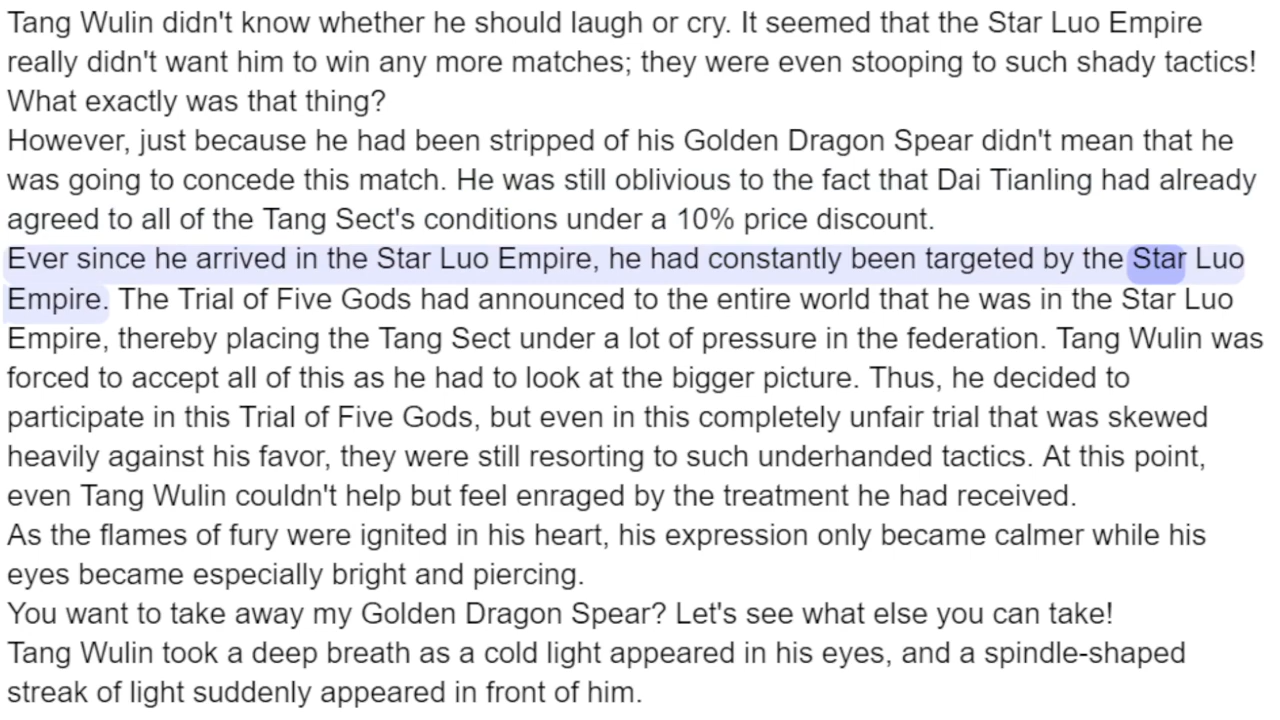 Tang Wulin didn't know whether he should laugh or cry. It seemed that the Star Luo Empire
really didn't want him to win any more matches; they were even stooping to such shady tactics!
What exactly was that thing?
However, just because he had been stripped of his Golden Dragon Spear didn't mean that he
was going to concede this match. He was still oblivious to the fact that Dai Tianling had already
agreed to all of the Tang Sect's conditions under a 10% price discount.
Ever since he arrived in the Star Luo Empire, he had constantly been targeted by the Star Luo
Empire. The Trial of Five Gods had announced to the entire world that he was in the Star Luo
Empire, thereby placing the Tang Sect under a lot of pressure in the federation. Tang Wulin was
forced to accept all of this as he had to look at the bigger picture. Thus, he decided to
participate in this Trial of Five Gods, but even in this completely unfair trial that was skewed
heavily against his favor, they were still resorting to such underhanded tactics. At this point,
even Tang Wulin couldn't help but feel enraged by the treatment he had received.
As the flames of fury were ignited in his heart, his expression only became calmer while his
eyes became especially bright and piercing.
You want to take away my Golden Dragon Spear? Let's see what else you can take!
Tang Wulin took a deep breath as a cold light appeared in his eyes, and a spindle-shaped
streak of light suddenly appeared in front of him.